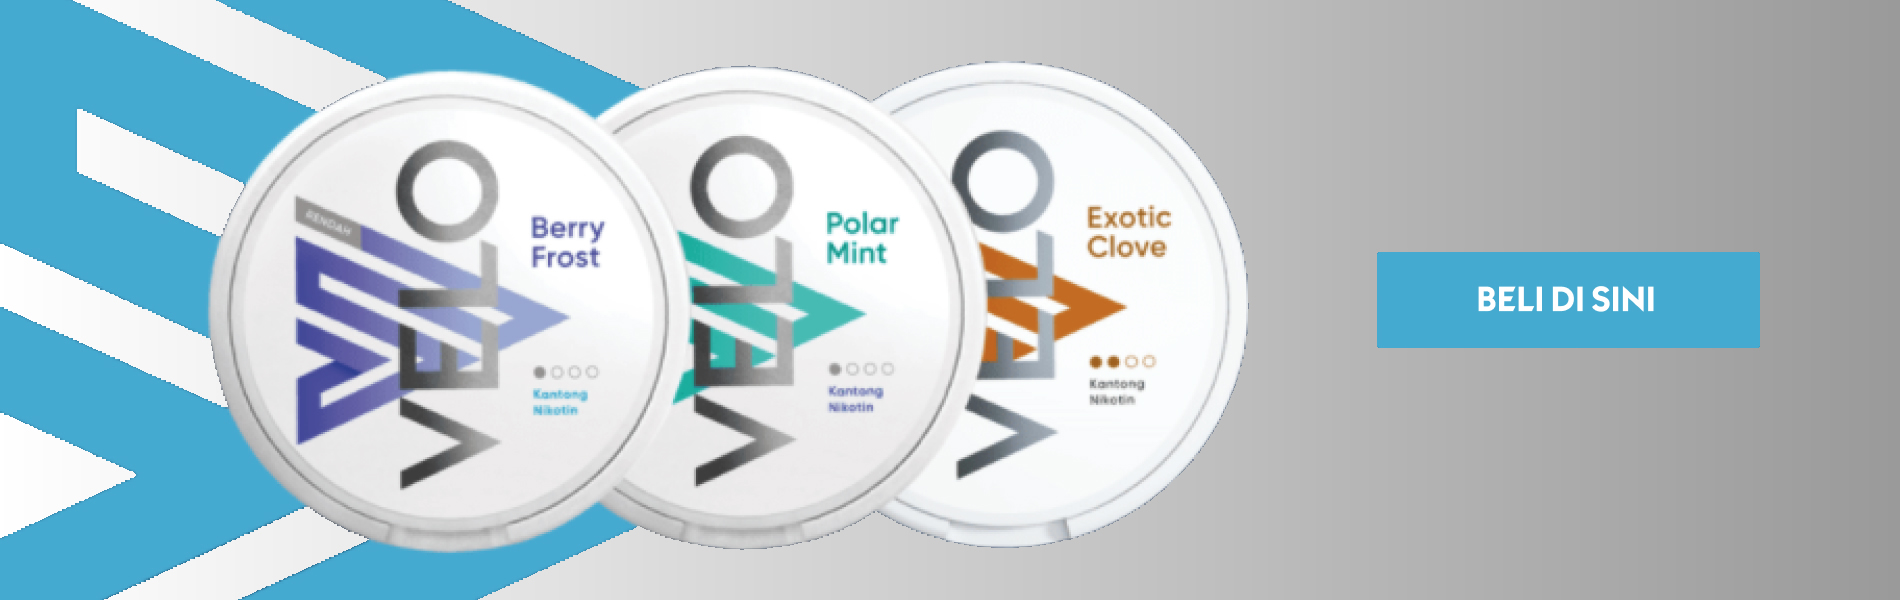 RENDAH
VELO
Berry
Frost
Kantong
Nikotin
VELO
Polar
Mint
Kantong
Nikotin
VELO
Exotic
Clove
Kantong
Nikotin
BELI DI SINI